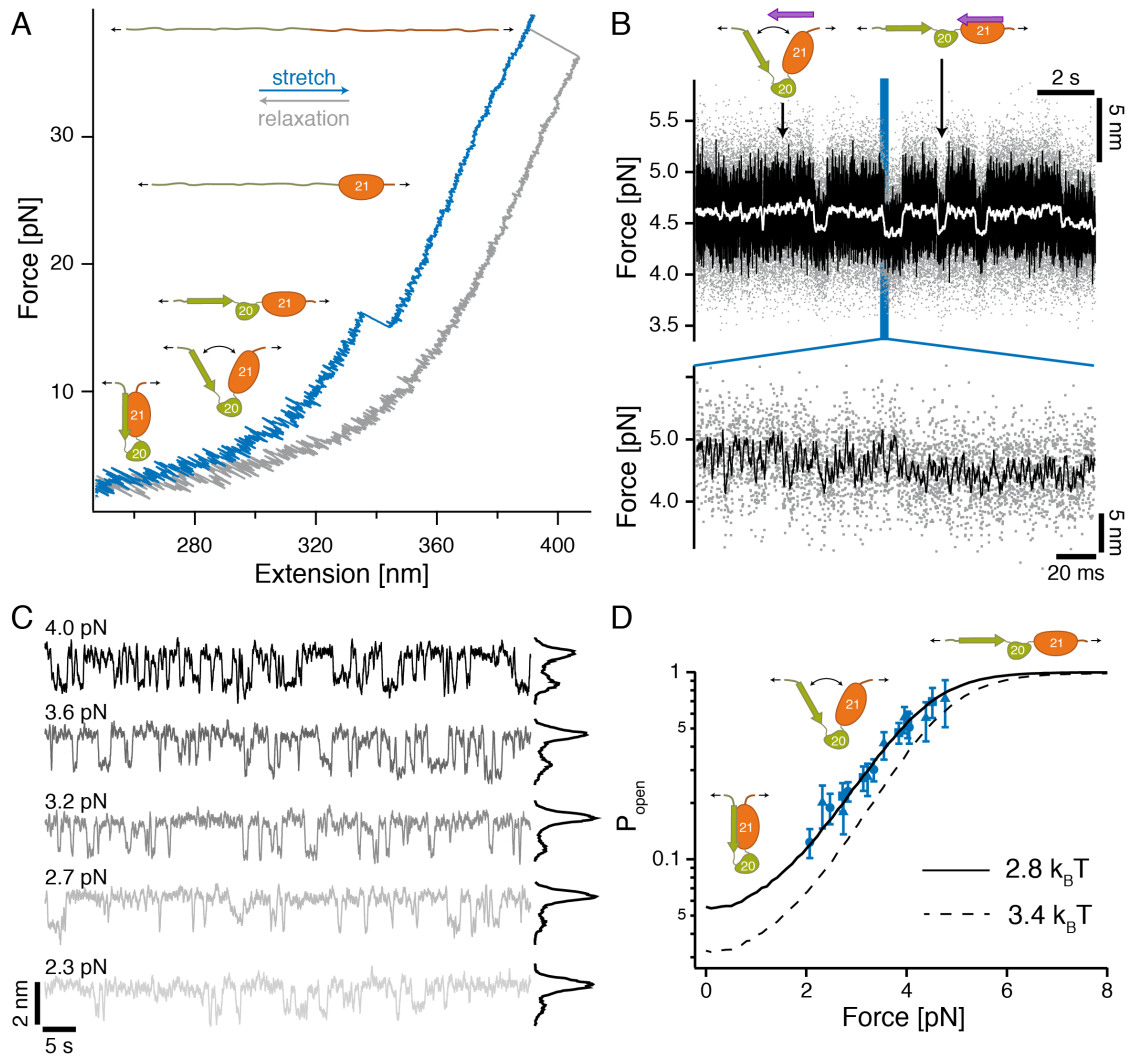 A
stretch
relaxation
21
20
21
21
20
21
20
Force [pN]
30
20
10
280
320
360
400
Extension [nm]
B
21
20
20
21
2 s
5 nm
Force [pN]
5.5
5.0
4.5
4.0
3.5
Force [pN]
5.0
4.0
5 nm
20 ms
C
4.0 pN
3.6 pN
3.2 pN
2.7 pN
2.3 pN
2 nm
5 s
D
20
21
21
20
21
20
Popen
1
5
0.1
5
2.8 kBT
3.4 kBT
0
2
4
6
8
Force [pN]